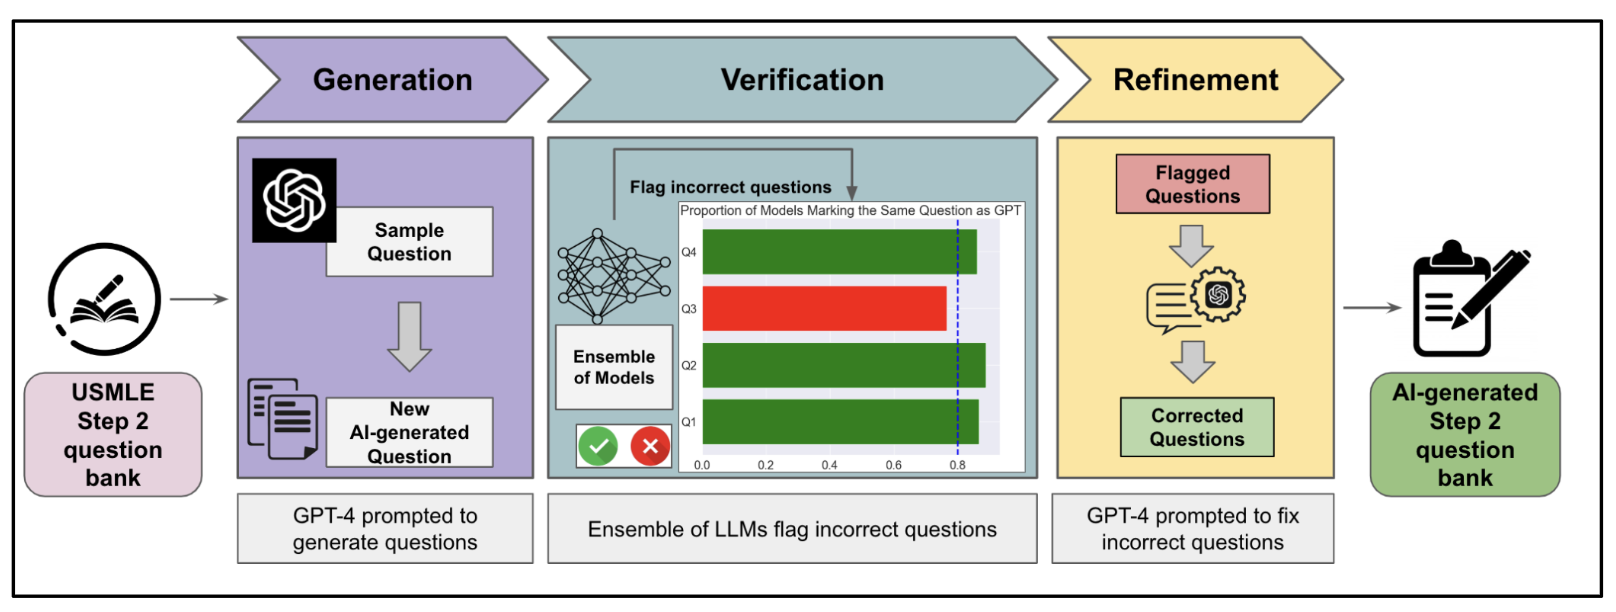 Generation
Verification
Refinement
USMLE
Step 2
question
bank
Sample
Question
New
AI-generated
Question
GPT-4 prompted to
generate questions
Flag incorrect questions
Ensemble
of Models
Proportion of Models Marking the Same Question as GPT
Q4
Q3
Q2
Q1
0.0 0.2 0.4 0.6 0.8
Ensemble of LLMs flag incorrect questions
Flagged
Questions
Corrected
Questions
GPT-4 prompted to fix
incorrect questions
AI-generated
Step 2
question
bank